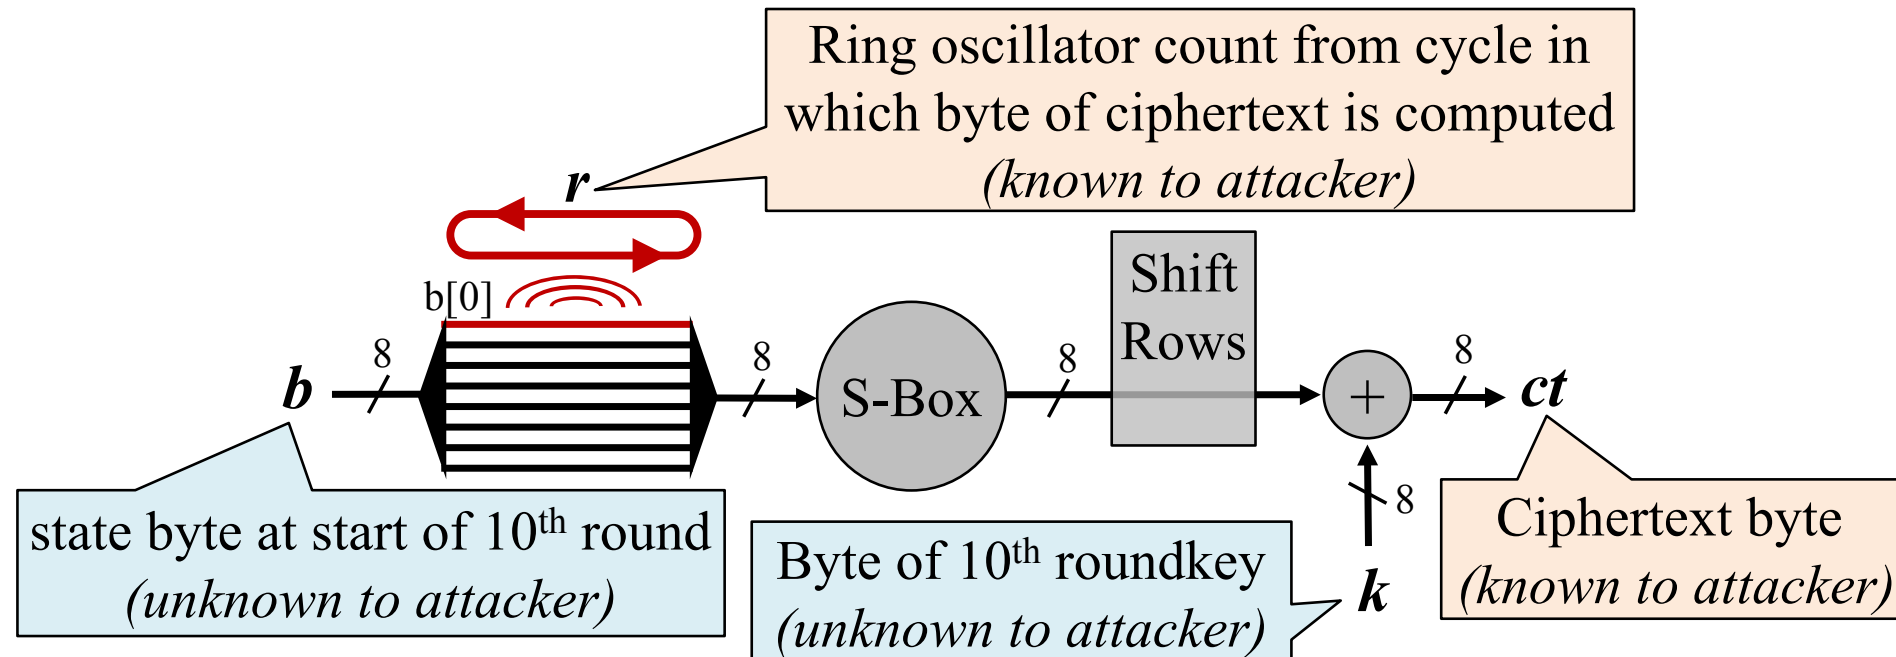 Ring oscillator count from cycle in
which byte of ciphertext is computed
(known to attacker)
r
b[0]
b
8
8
S-Box
8
Shift
Rows
+
8
ct
8
k
state byte at start of 10th round
(unknown to attacker)
Byte of 10th roundkey
(unknown to attacker)
Ciphertext byte
(known to attacker)